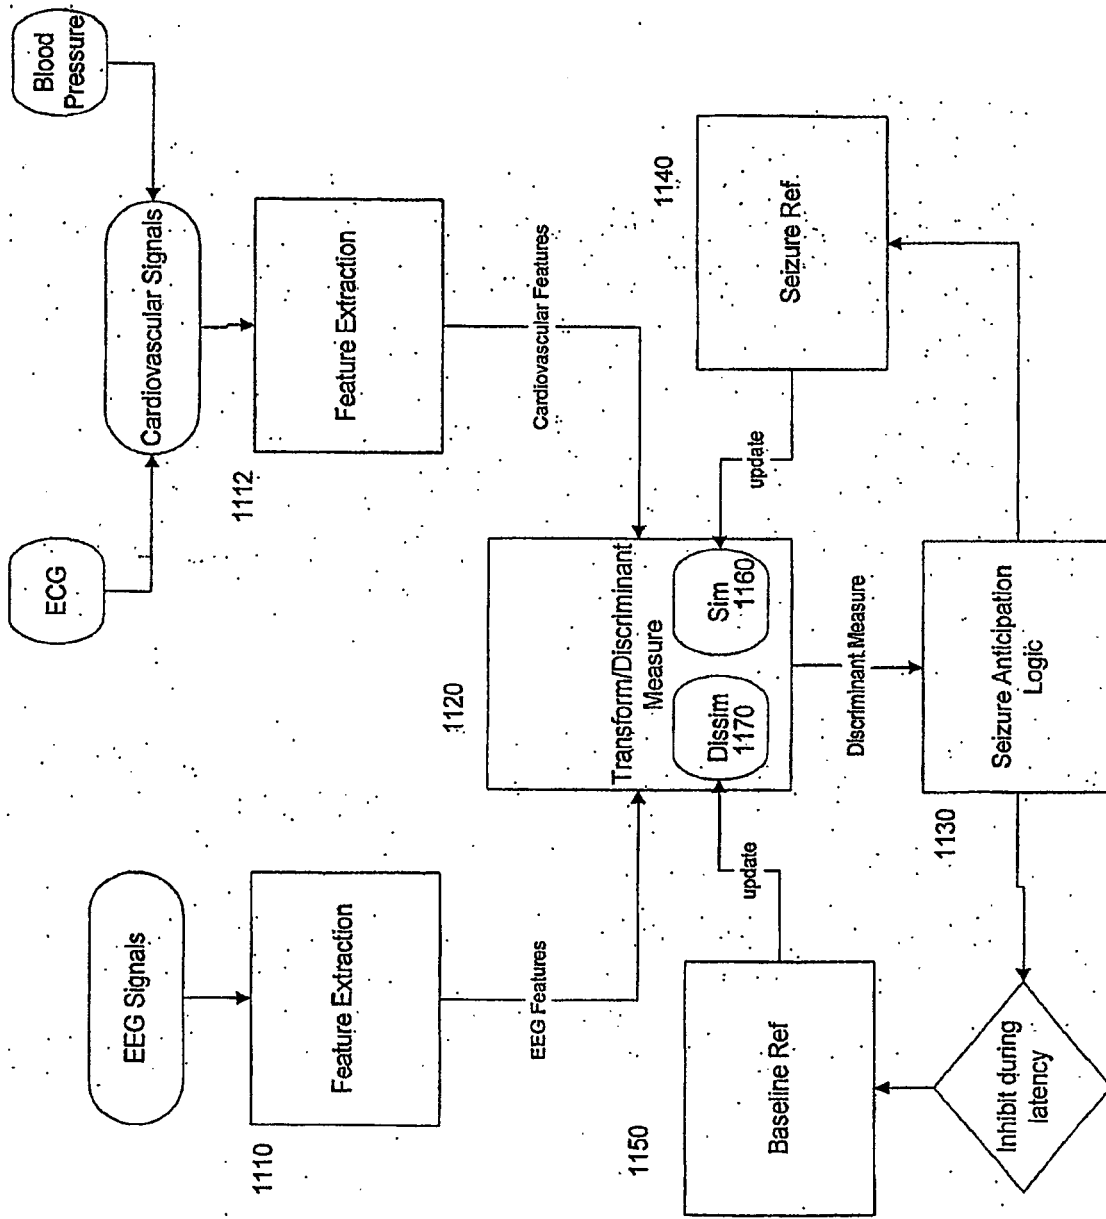 Blood
Pressure
ECG
Cardiovascular Signals
EEG Signals
1112
Feature Extraction
1110
Feature Extraction
Cardiovascular Features
EEG Features
1120
Transform/Discriminant
Measure
Dissim
1170
Sim
1160
1140
Seizure Ref.
update
1150
Baseline Ref
update
Discriminant Measure
1130
Seizure Anticipation
Logic
Inhibit during
latency